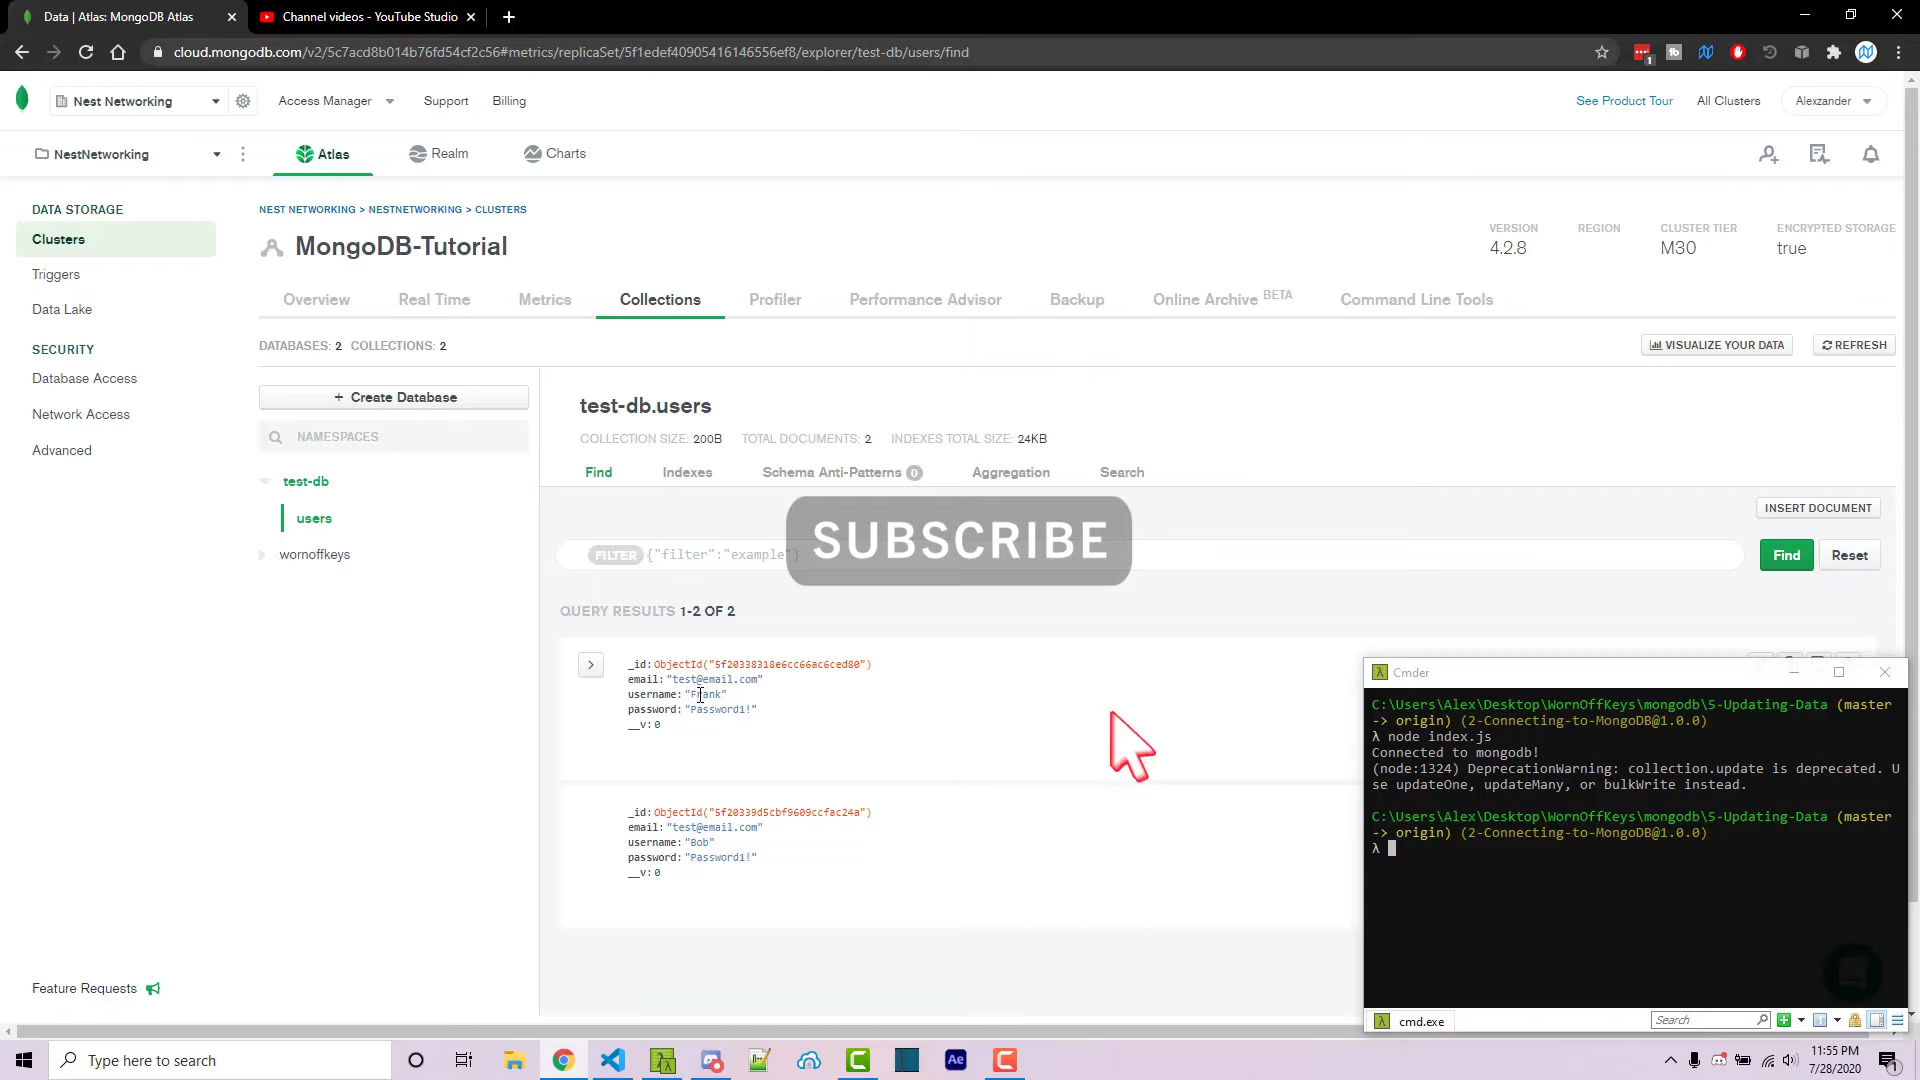 Data | Atlas: MongoDB Atlas
Channel videos - YouTube Studio
cloud.mongodb.com/v2/5c7acd8b014b76fd54cf2c56#metrics/replicaSet/5f1edef40905416146556ef8/explorer/test-db/users/find
1
Nest Networking
Access Manager
Support
Billing
See Product Tour
All Clusters
Alexzander
NestNetworking
Atlas
Realm
Charts
DATA STORAGE
Clusters
Triggers
Data Lake
SECURITY
Database Access
Network Access
Advanced
Feature Requests
NEST NETWORKING > NESTNETWORKING > CLUSTERS
MongoDB-Tutorial
VERSION
4.2.8
REGION
CLUSTER TIER
M30
ENCRYPTED STORAGE
true
Overview
Real Time
Metrics
Collections
Profiler
Performance Advisor
Backup
Online Archive BETA
Command Line Tools
DATABASES: 2 COLLECTIONS: 2
VISUALIZE YOUR DATA
REFRESH
+ Create Database
NAMESPACES
test-db
users
wornoffkeys
test-db.users
COLLECTION SIZE: 200B TOTAL DOCUMENTS: 2 INDEXES TOTAL SIZE: 24KB
Find
Indexes
Schema Anti-Patterns 0
Aggregation
Search
INSERT DOCUMENT
SUBSCRIBE
FILTER {"filter":"example"}
Find
Reset
QUERY RESULTS 1-2 OF 2
_id: ObjectId("5f20338318e6cc66ac6ced80")
email: "test@email.com"
username: "Frank"
password: "Password1!"
__v: 0
_id: ObjectId("5f20339d5cbf9609ccfac24a")
email: "test@email.com"
username: "Bob"
password: "Password1!"
__v: 0
Cmder
C:\Users\Alex\Desktop\WornOffKeys\mongodb\5-Updating-Data (master
-> origin) (2-Connecting-to-MongoDB@1.0.0)
λ node index.js
Connected to mongodb!
(node:1324) DeprecationWarning: collection.update is deprecated. U
se updateOne, updateMany, or bulkWrite instead.
C:\Users\Alex\Desktop\WornOffKeys\mongodb\5-Updating-Data (master
-> origin) (2-Connecting-to-MongoDB@1.0.0)
λ
cmd.exe
Search
Type here to search
Ae
11:55 PM
7/28/2020
1